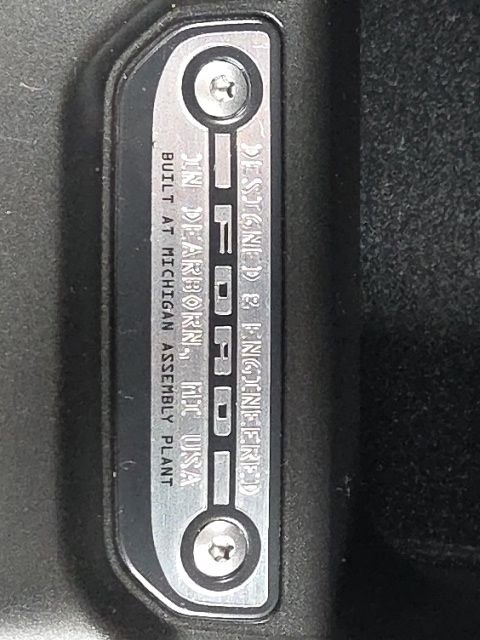 DESIGNED & ENGINEERED
FORD
IN DEARBORN, MI USA
BUILT AT MICHIGAN ASSEMBLY PLANT